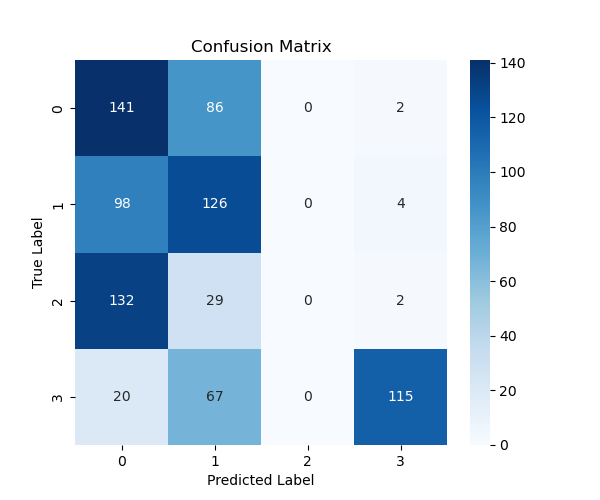 Confusion Matrix
0 141 86 0 2
1 98 126 0 4
2 132 29 0 2
3 20 67 0 115
0 1 2 3
True Label
Predicted Label
140
120
100
80
60
40
20
0